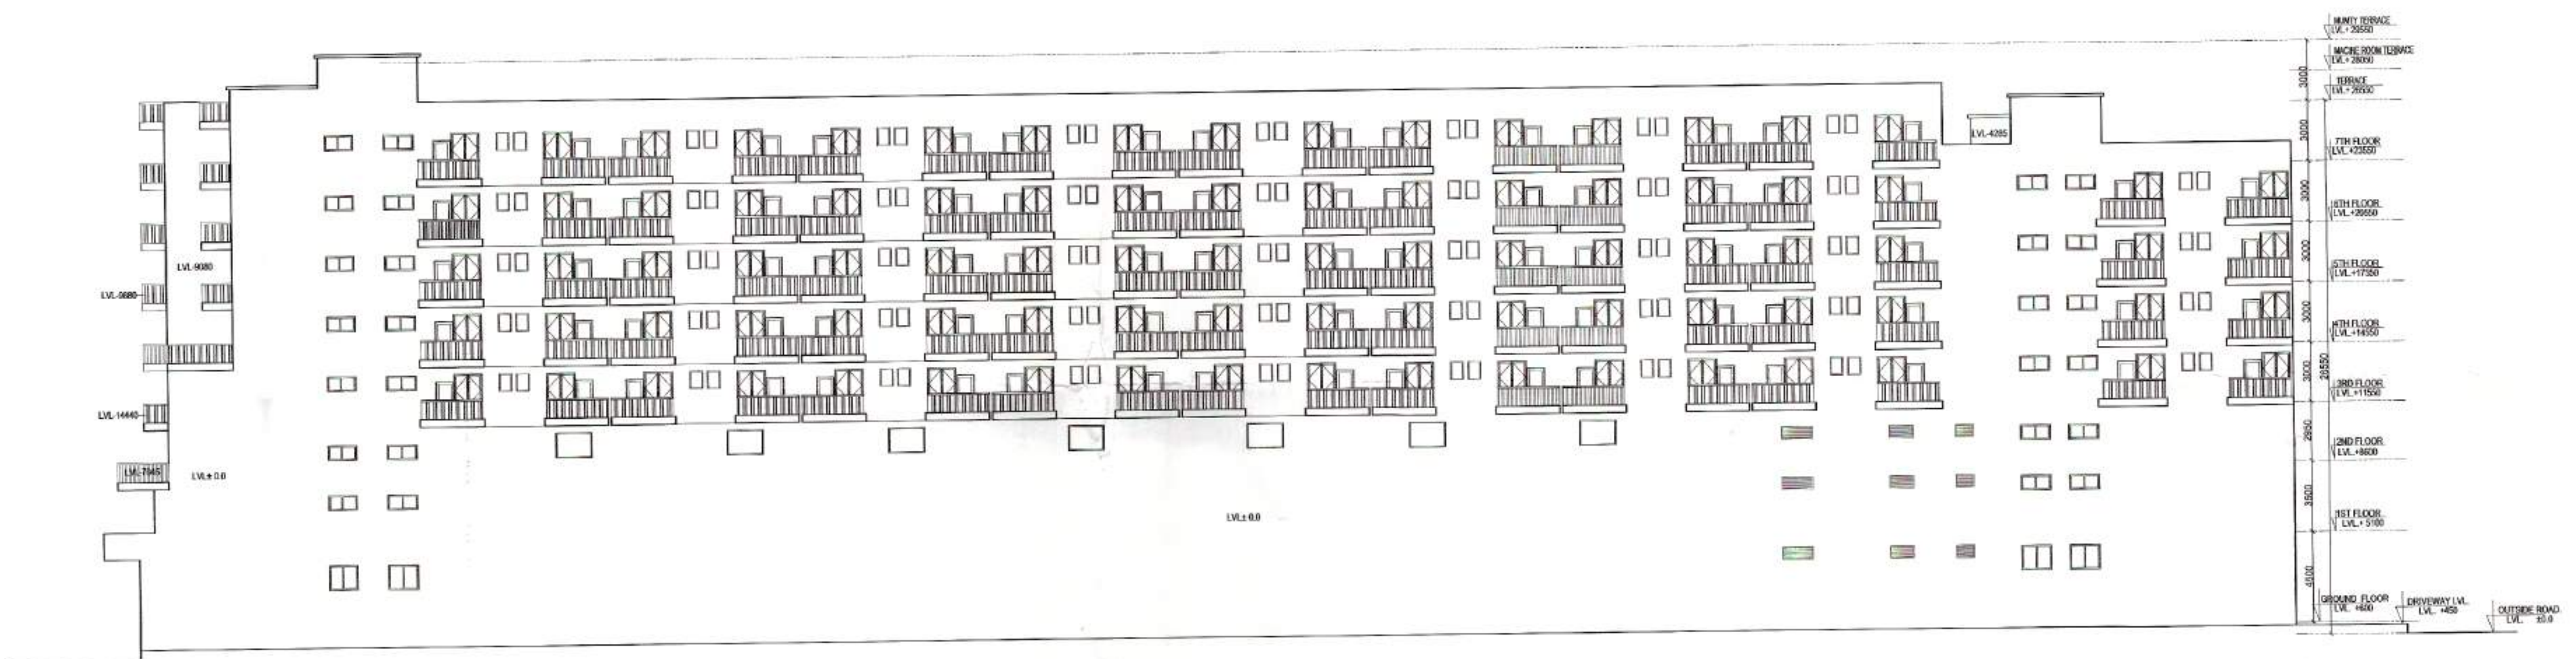 MUMTY TERRACE
LVL.+ 29550
MACINE ROOM TERRACE
LVL.+ 28050
TERRACE
LVL.+ 26550
3000
3000
LVL-4285
7TH FLOOR
LVL.+23550
3000
6TH FLOOR
LVL.+20550
3000
LVL-9080
5TH FLOOR
LVL.+17550
LVL-9680
3000
4TH FLOOR
LVL.+14550
3000
26550
3RD FLOOR
LVL.+11550
LVL-14440
2950
2ND FLOOR
LVL.+8600
LVL± 0.0
3500
1ST FLOOR
LVL.+ 5100
LVL± 0.0
4500
GROUND FLOOR
LVL. +600
DRIVEWAY LVL.
LVL. +450
OUTSIDE ROAD.
LVL. ±0.0